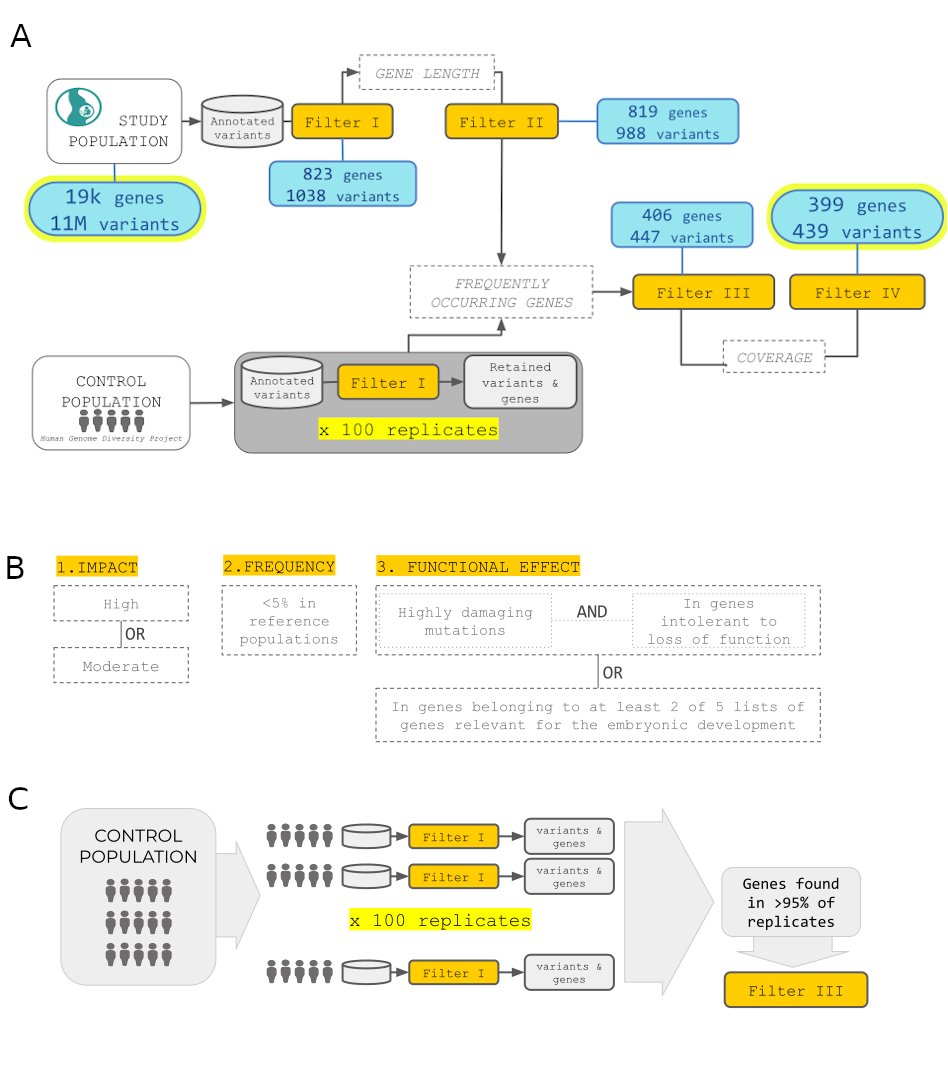 A
GENE LENGTH
STUDY
POPULATION
Annotated
variants
Filter I
Filter II
819 genes
988 variants
823 genes
1038 variants
19k genes
11M variants
406 genes
447 variants
399 genes
439 variants
FREQUENTLY
OCCURRING GENES
Filter III
Filter IV
COVERAGE
CONTROL
POPULATION
Human Genome Diversity Project
Annotated
variants
Filter I
Retained
variants &
genes
x 100 replicates
B
1.IMPACT
High
OR
Moderate
2.FREQUENCY
<5% in
reference
populations
3. FUNCTIONAL EFFECT
Highly damaging
mutations
AND
In genes
intolerant to
loss of function
OR
In genes belonging to at least 2 of 5 lists of
genes relevant for the embryonic development
C
CONTROL
POPULATION
Filter I
variants &
genes
Filter I
variants &
genes
x 100 replicates
Filter I
variants &
genes
Genes found
in >95% of
replicates
Filter III